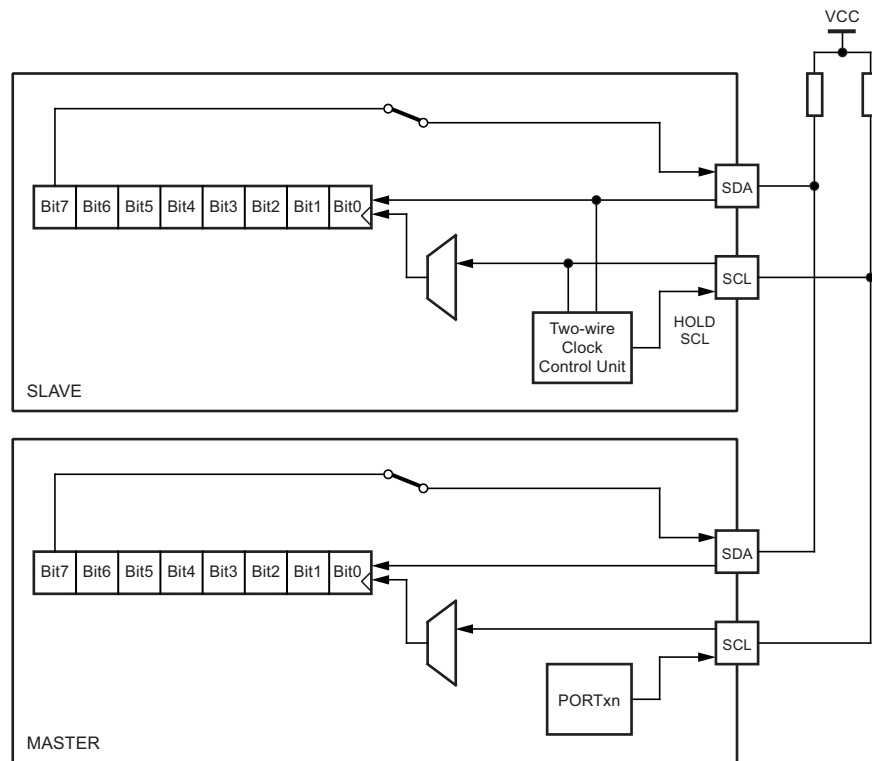 VCC
Bit7 Bit6 Bit5 Bit4 Bit3 Bit2 Bit1 Bit0
SDA
SCL
Two-wire
Clock
Control Unit
HOLD
SCL
SLAVE
Bit7 Bit6 Bit5 Bit4 Bit3 Bit2 Bit1 Bit0
SDA
SCL
PORTxn
MASTER